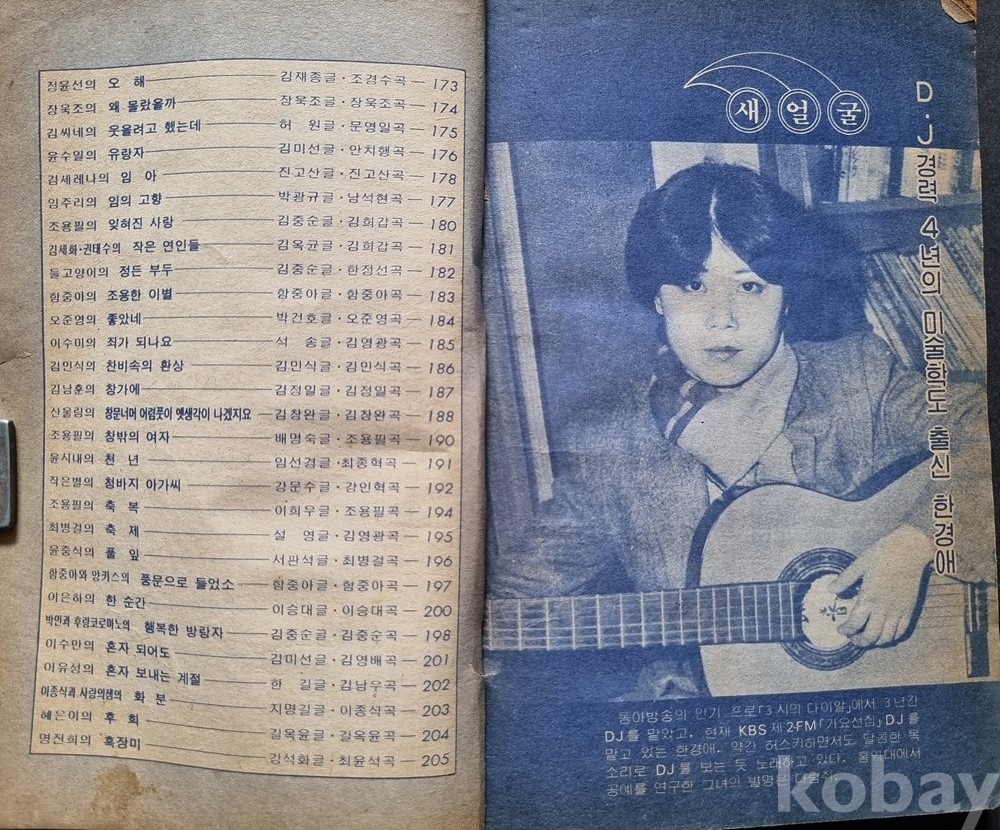 정윤선의 오 해 김재종글·조경수곡 173
장욱조의 왜 몰랐을까 장욱조글·장욱조곡 174
김씨네의 웃을려고 했는데 허 원글·문영일곡 175
윤수일의 유랑자 김미선글·안치행곡 176
김세레나의 임 아 진고산글·진고산곡 178
임주리의 임의 고향 박광규글·남석현곡 177
조용필의 잊혀진 사랑 김중순글·김희갑곡 180
김세화·권태수의 작은 연인들 김옥윤글·김희갑곡 181
들고양이의 정든 부두 김중순글·한정선곡 182
함중아의 조용한 이별 함중아글·함중아곡 183
오준영의 좋았네 박건호글·오준영곡 184
이수미의 죄가 되나요 석 송글·김영광곡 185
김민식의 찬비속의 환상 김민식글·김민식곡 186
김남훈의 창가에 김정일글·김정일곡 187
산울림의 창문너머 어렴풋이 옛생각이 나겠지요 김창완글·김창완곡 188
조용필의 창밖의 여자 배명숙글·조용필곡 190
윤시내의 천 년 임선경글·최종혁곡 191
작은별의 청바지 아가씨 강문수글·강인혁곡 192
조용필의 축 복 이희우글·조용필곡 194
최병걸의 축 제 설 영글·김영광곡 195
윤중식의 풀 잎 서판석글·최병걸곡 196
함중아와 양키스의 풍문으로 들었소 함중아글·함중아곡 197
이은하의 한 순간 이승대글·이승대곡 200
박민과 후랑코로마노의 행복한 방랑자 김중순글·김중순곡 198
이수만의 혼자 되어도 김미선글·김영배곡 201
이유성의 혼자 보내는 계절 한 길글·김남우곡 202
이종식과 사랑의샘의 화 분 지명길글·이종식곡 203
혜은이의 후 회 길옥윤글·길옥윤곡 204
명진희의 흑장미 강석화글·최윤석곡 205
새얼굴
D·J경력 4년의 미술학도 출신 한경애
동아방송의 인기 프로「3시의 다이알」에서 3년간
DJ를 맡았고, 현재 KBS 제2FM「가요선집」DJ를
맡고 있는 한경애. 약간 허스키하면서도 달콤한 목
소리로 DJ를 보는 듯 노래하고 있다. 홍익대에서
공예를 연구한 그녀의 별명은
kobay